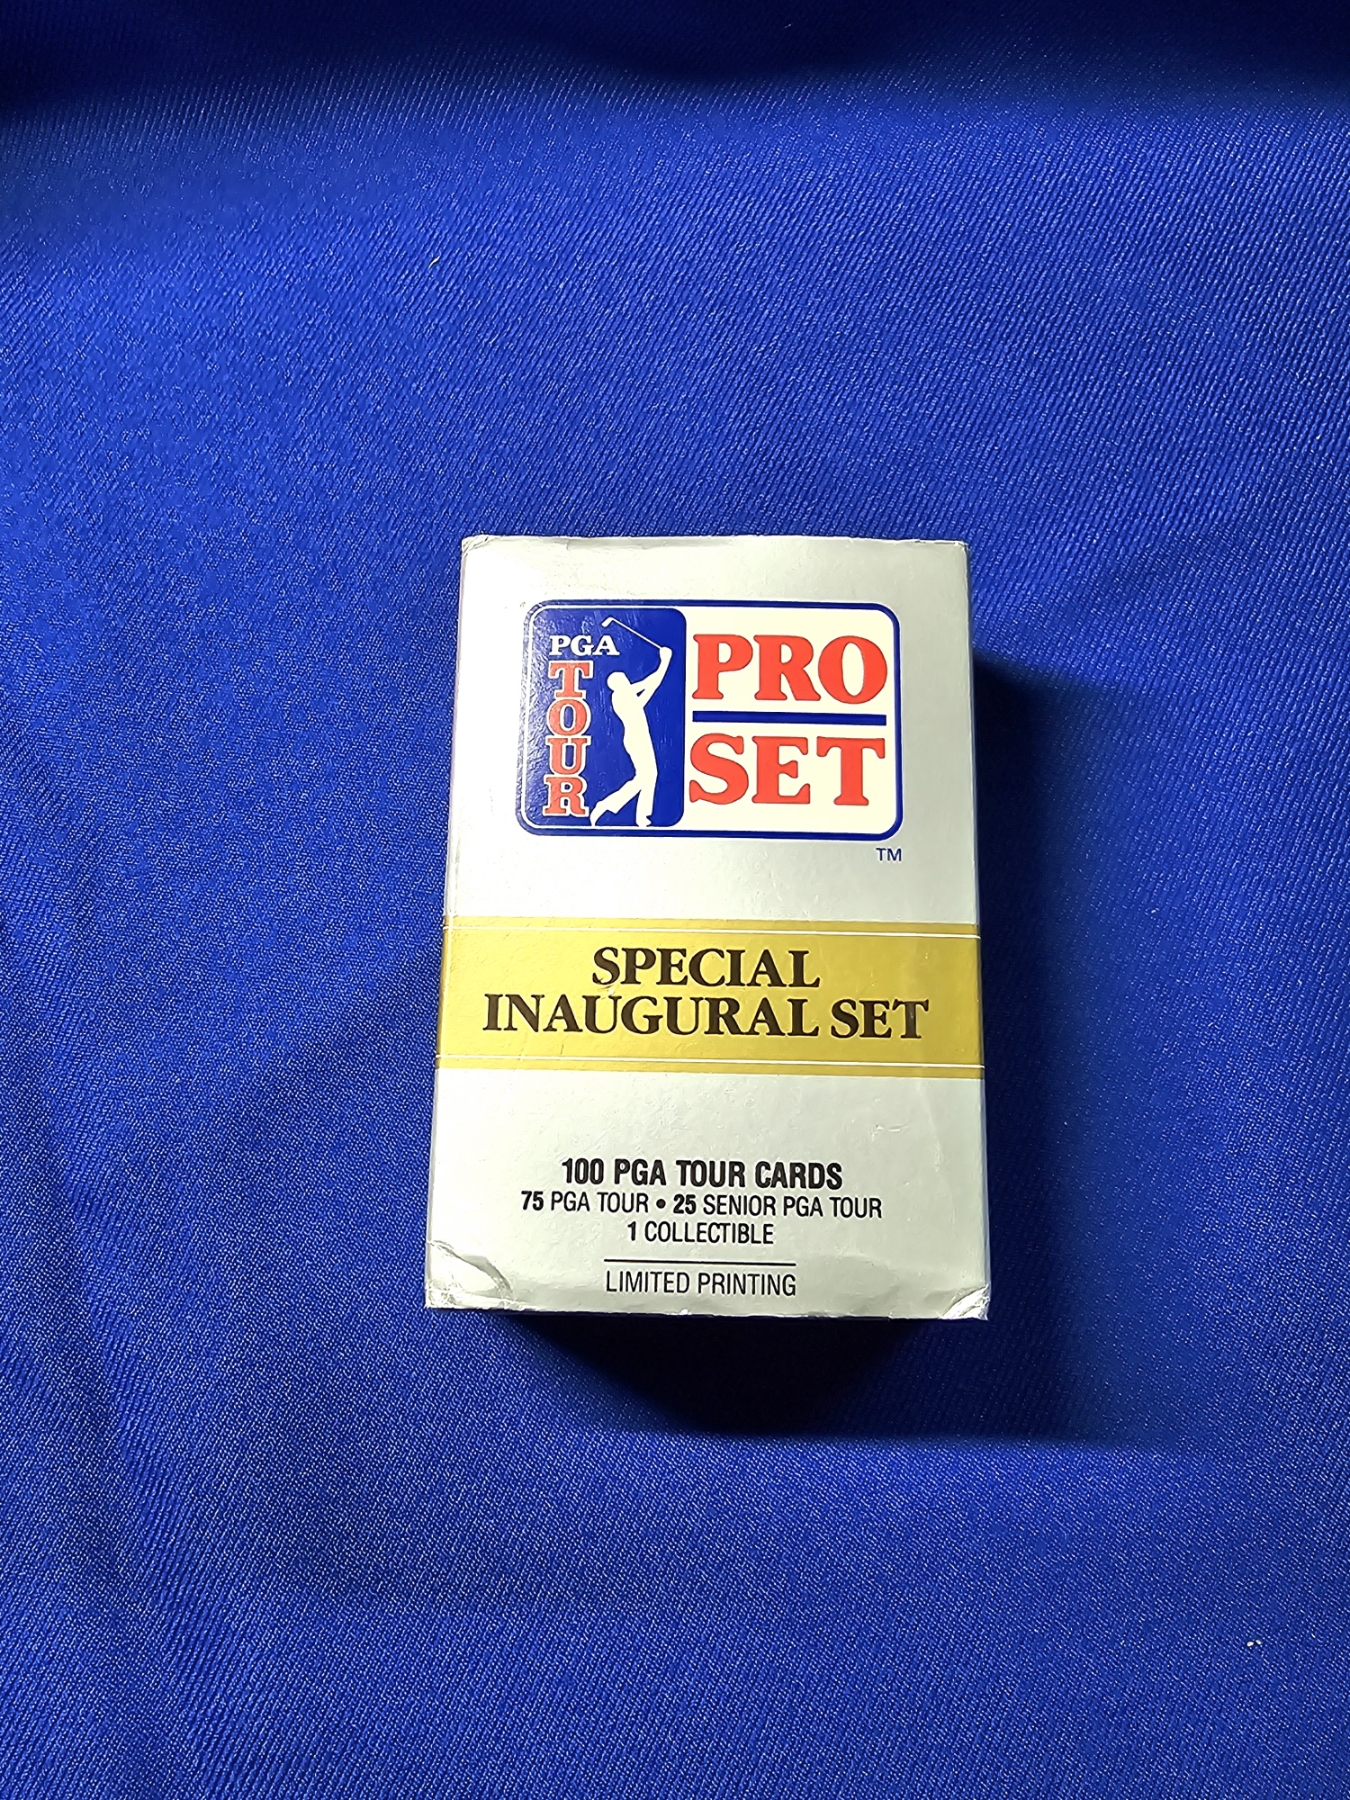 PGA
TOUR
PRO
SET
TM
SPECIAL
INAUGURAL SET
100 PGA TOUR CARDS
75 PGA TOUR • 25 SENIOR PGA TOUR
1 COLLECTIBLE
LIMITED PRINTING